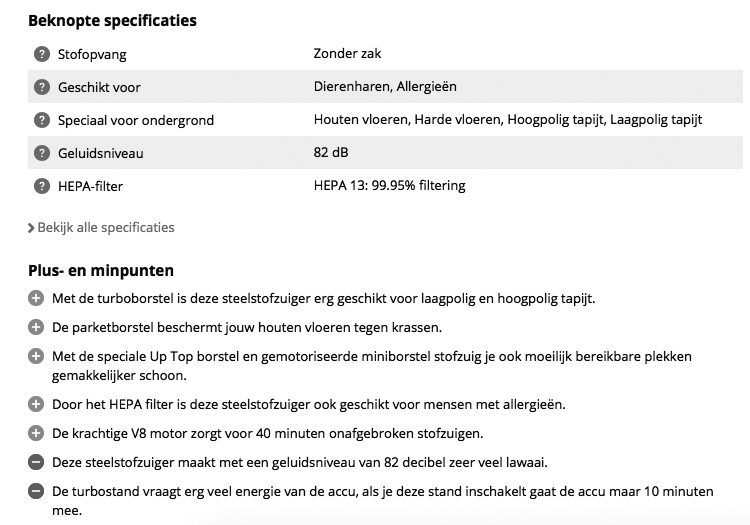 Beknopte specificaties
Stofopvang Zonder zak
Geschikt voor Dierenharen, Allergieën
Speciaal voor ondergrond Houten vloeren, Harde vloeren, Hoogpolig tapijt, Laagpolig tapijt
Geluidsniveau 82 dB
HEPA-filter HEPA 13: 99.95% filtering
Bekijk alle specificaties
Plus- en minpunten
Met de turboborstel is deze steelstofzuiger erg geschikt voor laagpolig en hoogpolig tapijt.
De parketborstel beschermt jouw houten vloeren tegen krassen.
Met de speciale Up Top borstel en gemotoriseerde miniborstel stofzuig je ook moeilijk bereikbare plekken
gemakkelijker schoon.
Door het HEPA filter is deze steelstofzuiger ook geschikt voor mensen met allergieën.
De krachtige V8 motor zorgt voor 40 minuten onafgebroken stofzuigen.
Deze steelstofzuiger maakt met een geluidsniveau van 82 decibel zeer veel lawaai.
De turbostand vraagt erg veel energie van de accu, als je deze stand inschakelt gaat de accu maar 10 minuten
mee.